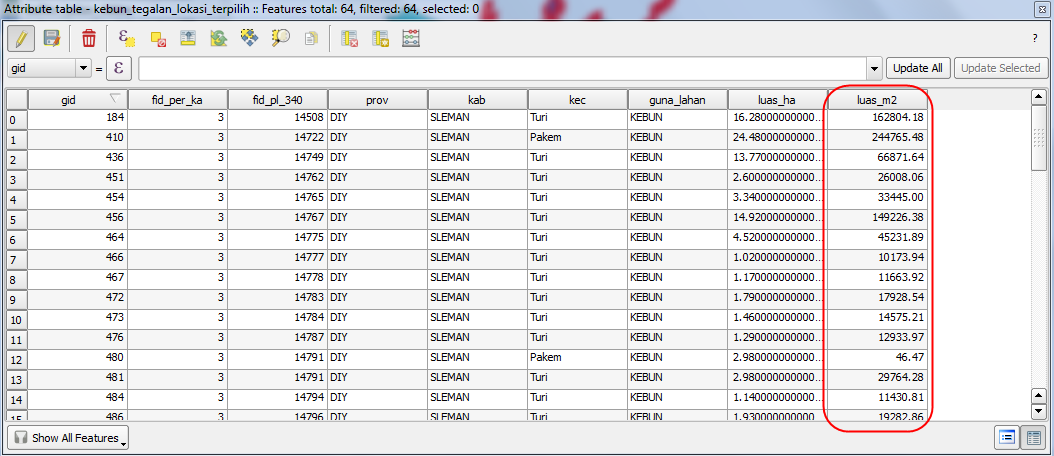 Attribute table - kebun_tegalan_lokasi_terpilih :: Features total: 64, filtered: 64, selected: 0
?
gid = ε Update All Update Selected
gid fid_per_ka fid_pl_340 prov kab kec guna_lahan luas_ha luas_m2
0 184 3 14508 DIY SLEMAN Turi KEBUN 16.28000000000... 162804.18
1 410 3 14722 DIY SLEMAN Pakem KEBUN 24.48000000000... 244765.48
2 436 3 14749 DIY SLEMAN Turi KEBUN 13.77000000000... 66871.64
3 451 3 14762 DIY SLEMAN Turi KEBUN 2.600000000000... 26008.06
4 454 3 14765 DIY SLEMAN Turi KEBUN 3.340000000000... 33445.00
5 456 3 14767 DIY SLEMAN Turi KEBUN 14.92000000000... 149226.38
6 464 3 14775 DIY SLEMAN Turi KEBUN 4.520000000000... 45231.89
7 466 3 14777 DIY SLEMAN Turi KEBUN 1.020000000000... 10173.94
8 467 3 14778 DIY SLEMAN Turi KEBUN 1.170000000000... 11663.92
9 472 3 14783 DIY SLEMAN Turi KEBUN 1.790000000000... 17928.54
10 473 3 14784 DIY SLEMAN Turi KEBUN 1.460000000000... 14575.21
11 476 3 14787 DIY SLEMAN Turi KEBUN 1.290000000000... 12933.97
12 480 3 14791 DIY SLEMAN Pakem KEBUN 2.980000000000... 46.47
13 481 3 14791 DIY SLEMAN Turi KEBUN 2.980000000000... 29764.28
14 484 3 14794 DIY SLEMAN Turi KEBUN 1.140000000000... 11430.81
15 486 3 14796 DIY SLEMAN Turi KEBUN 1.930000000000... 19282.86
Show All Features